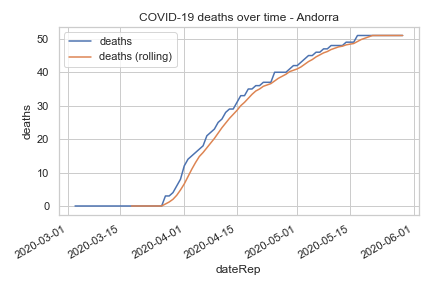 COVID-19 deaths over time - Andorra
deaths
deaths (rolling)
50
40
30
20
10
0
deaths
2020-03-01
2020-03-15
2020-04-01
2020-04-15
2020-05-01
2020-05-15
2020-06-01
dateRep